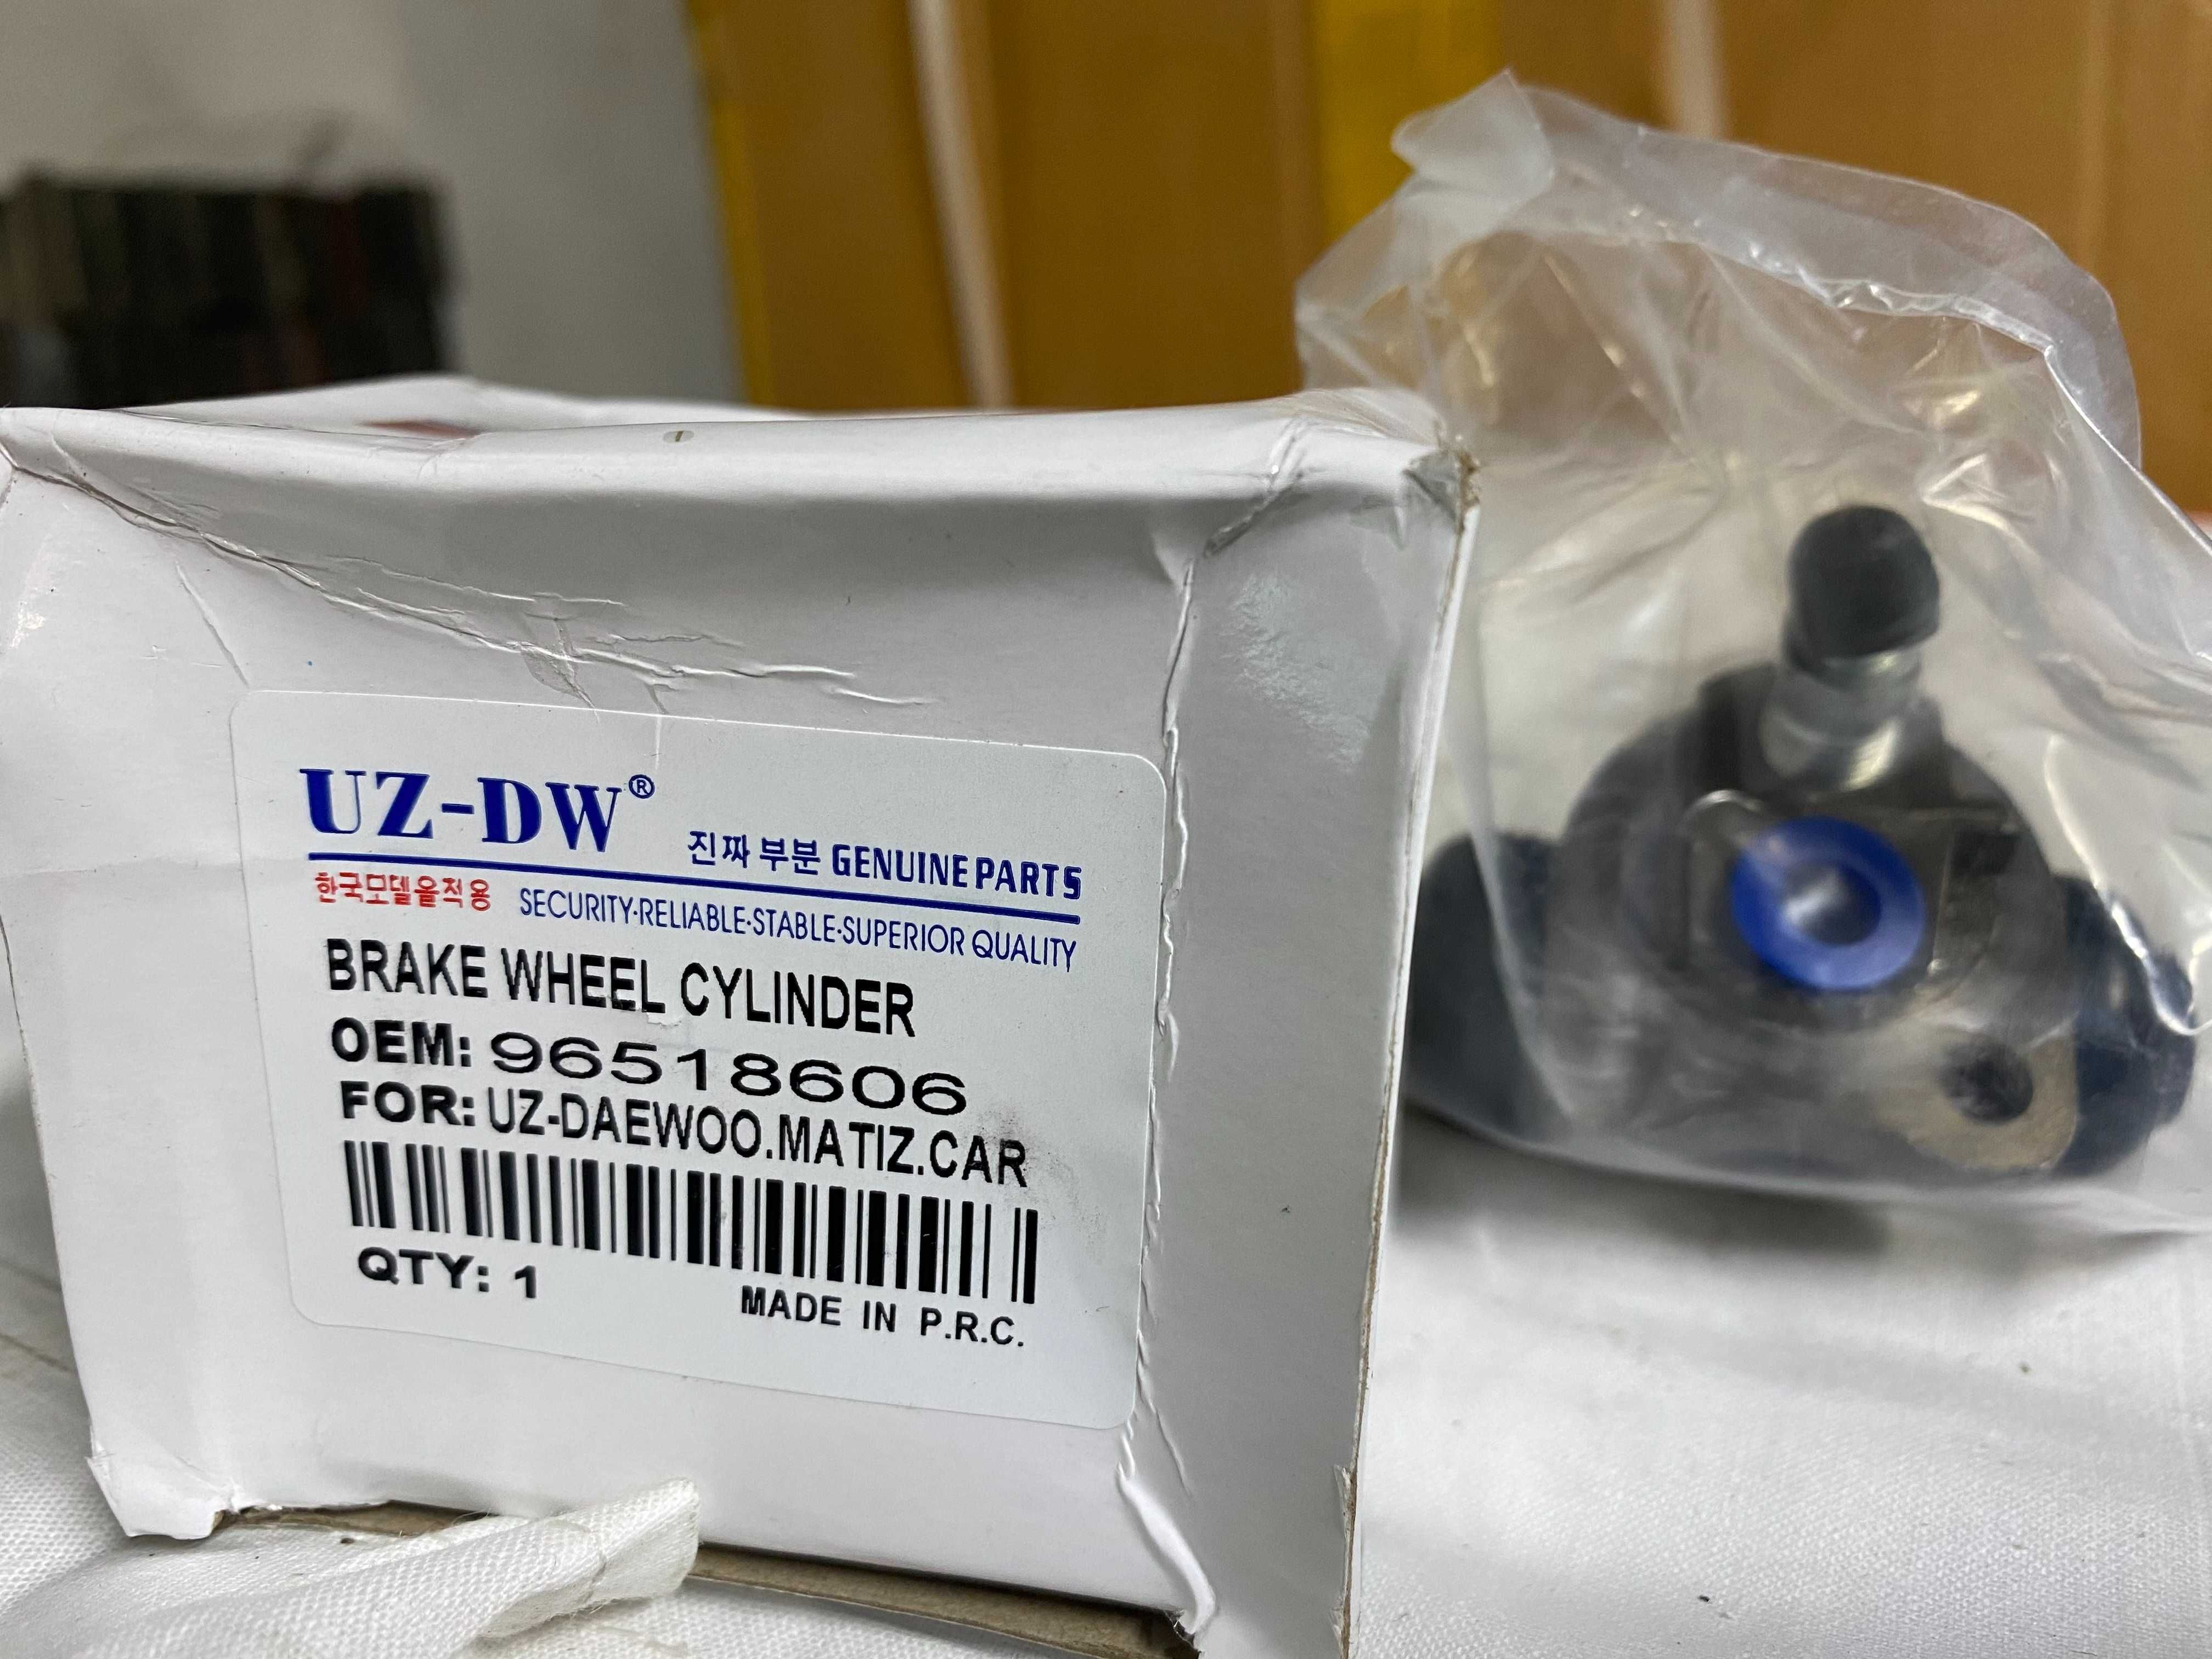 UZ-DW®
진짜 부분 GENUINE PARTS
한국모델을적용 SECURITY·RELIABLE·STABLE·SUPERIOR QUALITY
BRAKE WHEEL CYLINDER
OEM: 96518606
FOR: UZ-DAEWOO.MATIZ.CAR
QTY: 1
MADE IN P.R.C.